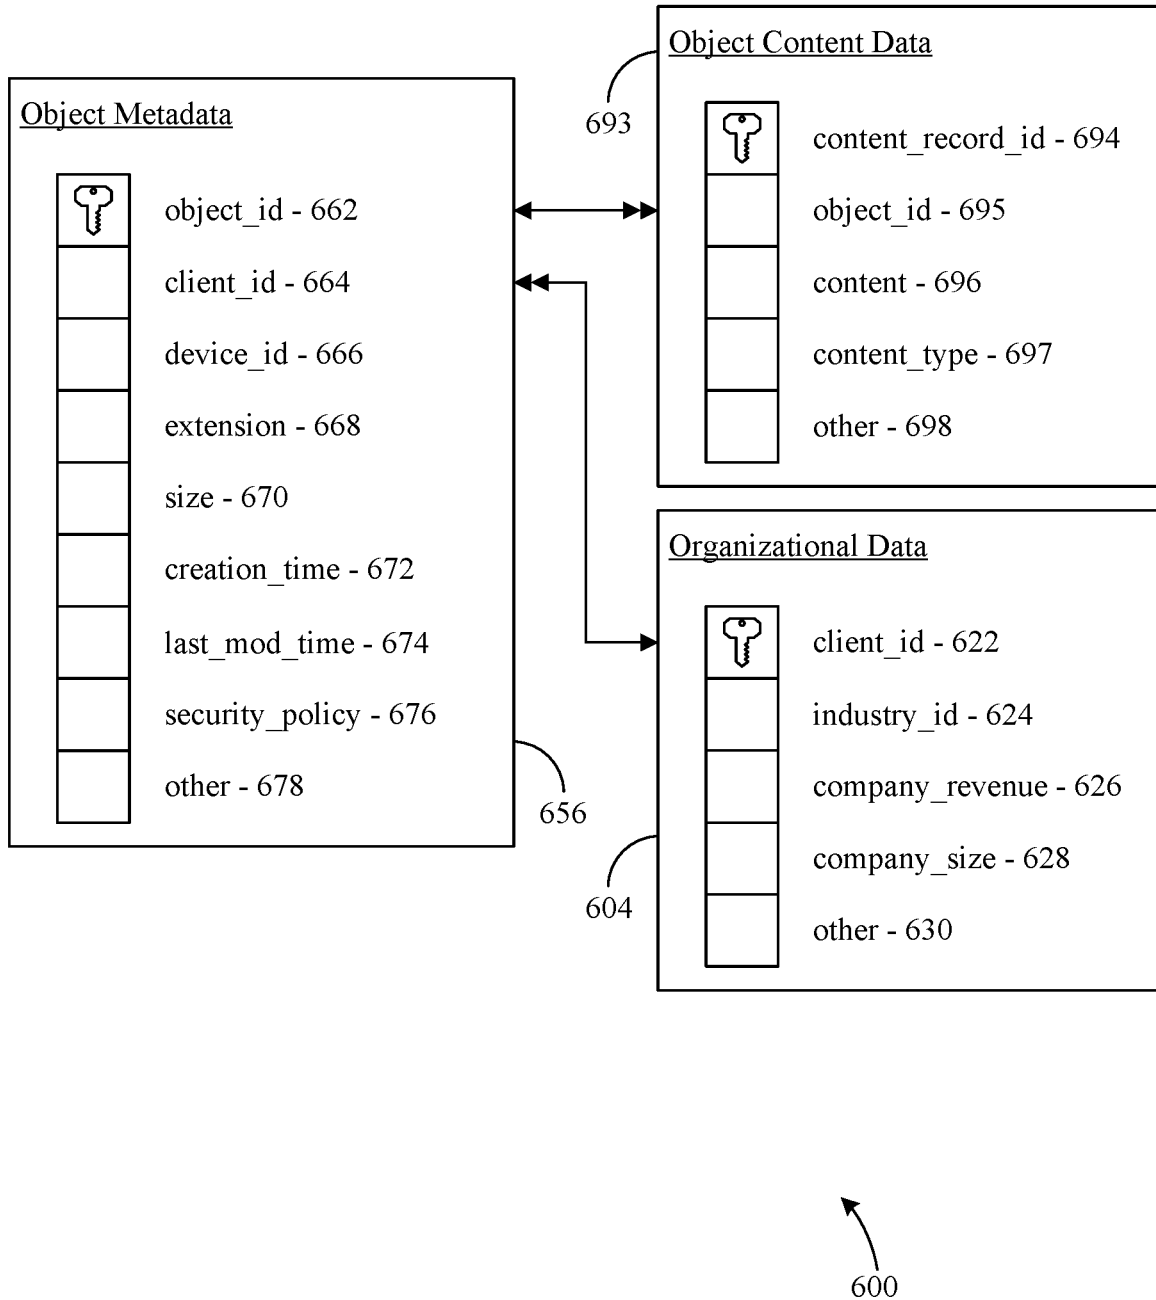 Object Metadata
object_id - 662
client_id - 664
device_id - 666
extension - 668
size - 670
creation_time - 672
last_mod_time - 674
security_policy - 676
other - 678
656
Object Content Data
693
content_record_id - 694
object_id - 695
content - 696
content_type - 697
other - 698
Organizational Data
client_id - 622
industry_id - 624
company_revenue - 626
company_size - 628
other - 630
604
600